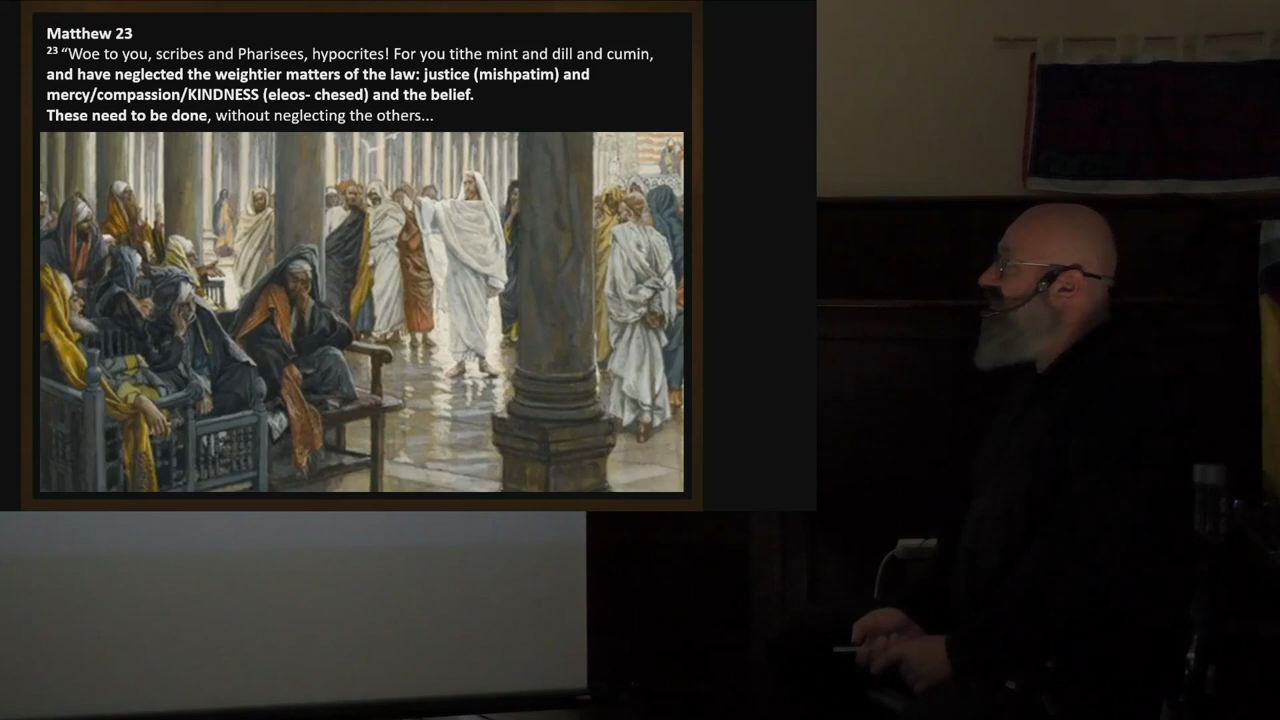 Matthew 23
23 “Woe to you, scribes and Pharisees, hypocrites! For you tithe mint and dill and cumin,
and have neglected the weightier matters of the law: justice (mishpatim) and
mercy/compassion/KINDNESS (eleos- chesed) and the belief.
These need to be done, without neglecting the others...